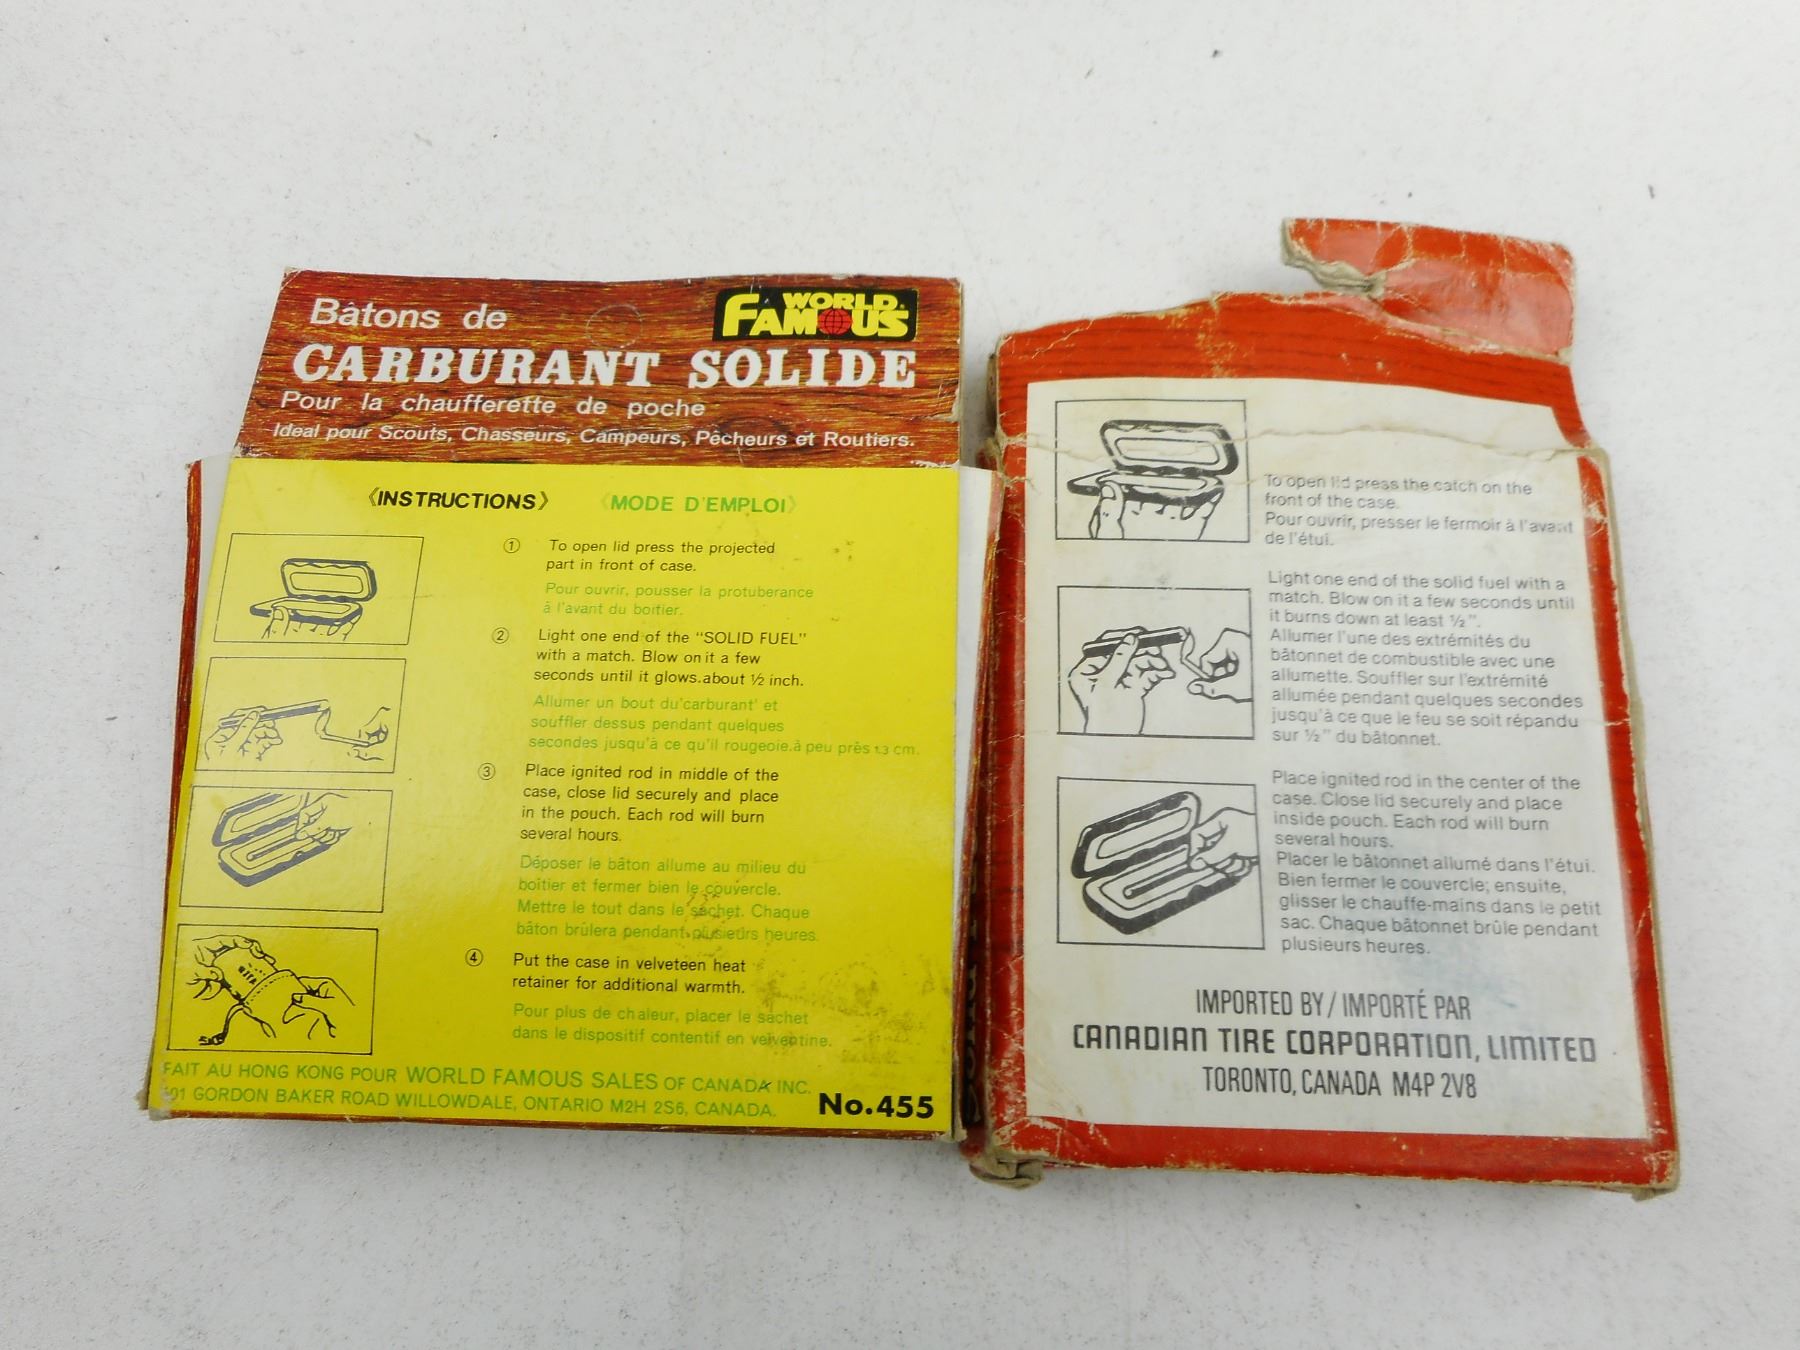 Bâtons de
WORLD
FAMOUS
CARBURANT SOLIDE
Pour la chaufferette de poche
Ideal pour Scouts, Chasseurs, Campeurs, Pêcheurs et Routiers.
《INSTRUCTIONS》 《MODE D'EMPLOI》
① To open lid press the projected
part in front of case.
Pour ouvrir, pousser la protuberance
à l'avant du boitier.
② Light one end of the "SOLID FUEL"
with a match. Blow on it a few
seconds until it glows.about ½ inch.
Allumer un bout du'carburant' et
souffler dessus pendant quelques
secondes jusqu'à ce qu'il rougeoie.à peu près 1.3 cm.
③ Place ignited rod in middle of the
case, close lid securely and place
in the pouch. Each rod will burn
several hours.
Déposer le bâton allume au milieu du
boitier et fermer bien le couvercle.
Mettre le tout dans le sachet. Chaque
bâton brûlera pendant plusieurs heures.
④ Put the case in velveteen heat
retainer for additional warmth.
Pour plus de chaleur, placer le sachet
dans le dispositif contentif en velventine.
FAIT AU HONG KONG POUR WORLD FAMOUS SALES OF CANADA INC.
GORDON BAKER ROAD WILLOWDALE, ONTARIO M2H 2S6, CANADA.
No.455
To open lid press the catch on the
front of the case.
Pour ouvrir, presser le fermoir à l'avant
de l'étui.
Light one end of the solid fuel with a
match. Blow on it a few seconds until
it burns down at least ½".
Allumer l'une des extrémités du
bâtonnet de combustible avec une
allumette. Souffler sur l'extrémité
allumée pendant quelques secondes
jusqu'à ce que le feu se soit répandu
sur ½" du bâtonnet.
Place ignited rod in the center of the
case. Close lid securely and place
inside pouch. Each rod will burn
several hours.
Placer le bâtonnet allumé dans l'étui.
Bien fermer le couvercle; ensuite,
glisser le chauffe-mains dans le petit
sac. Chaque bâtonnet brûle pendant
plusieurs heures.
IMPORTED BY/IMPORTÉ PAR
CANADIAN TIRE CORPORATION, LIMITED
TORONTO, CANADA M4P 2V8